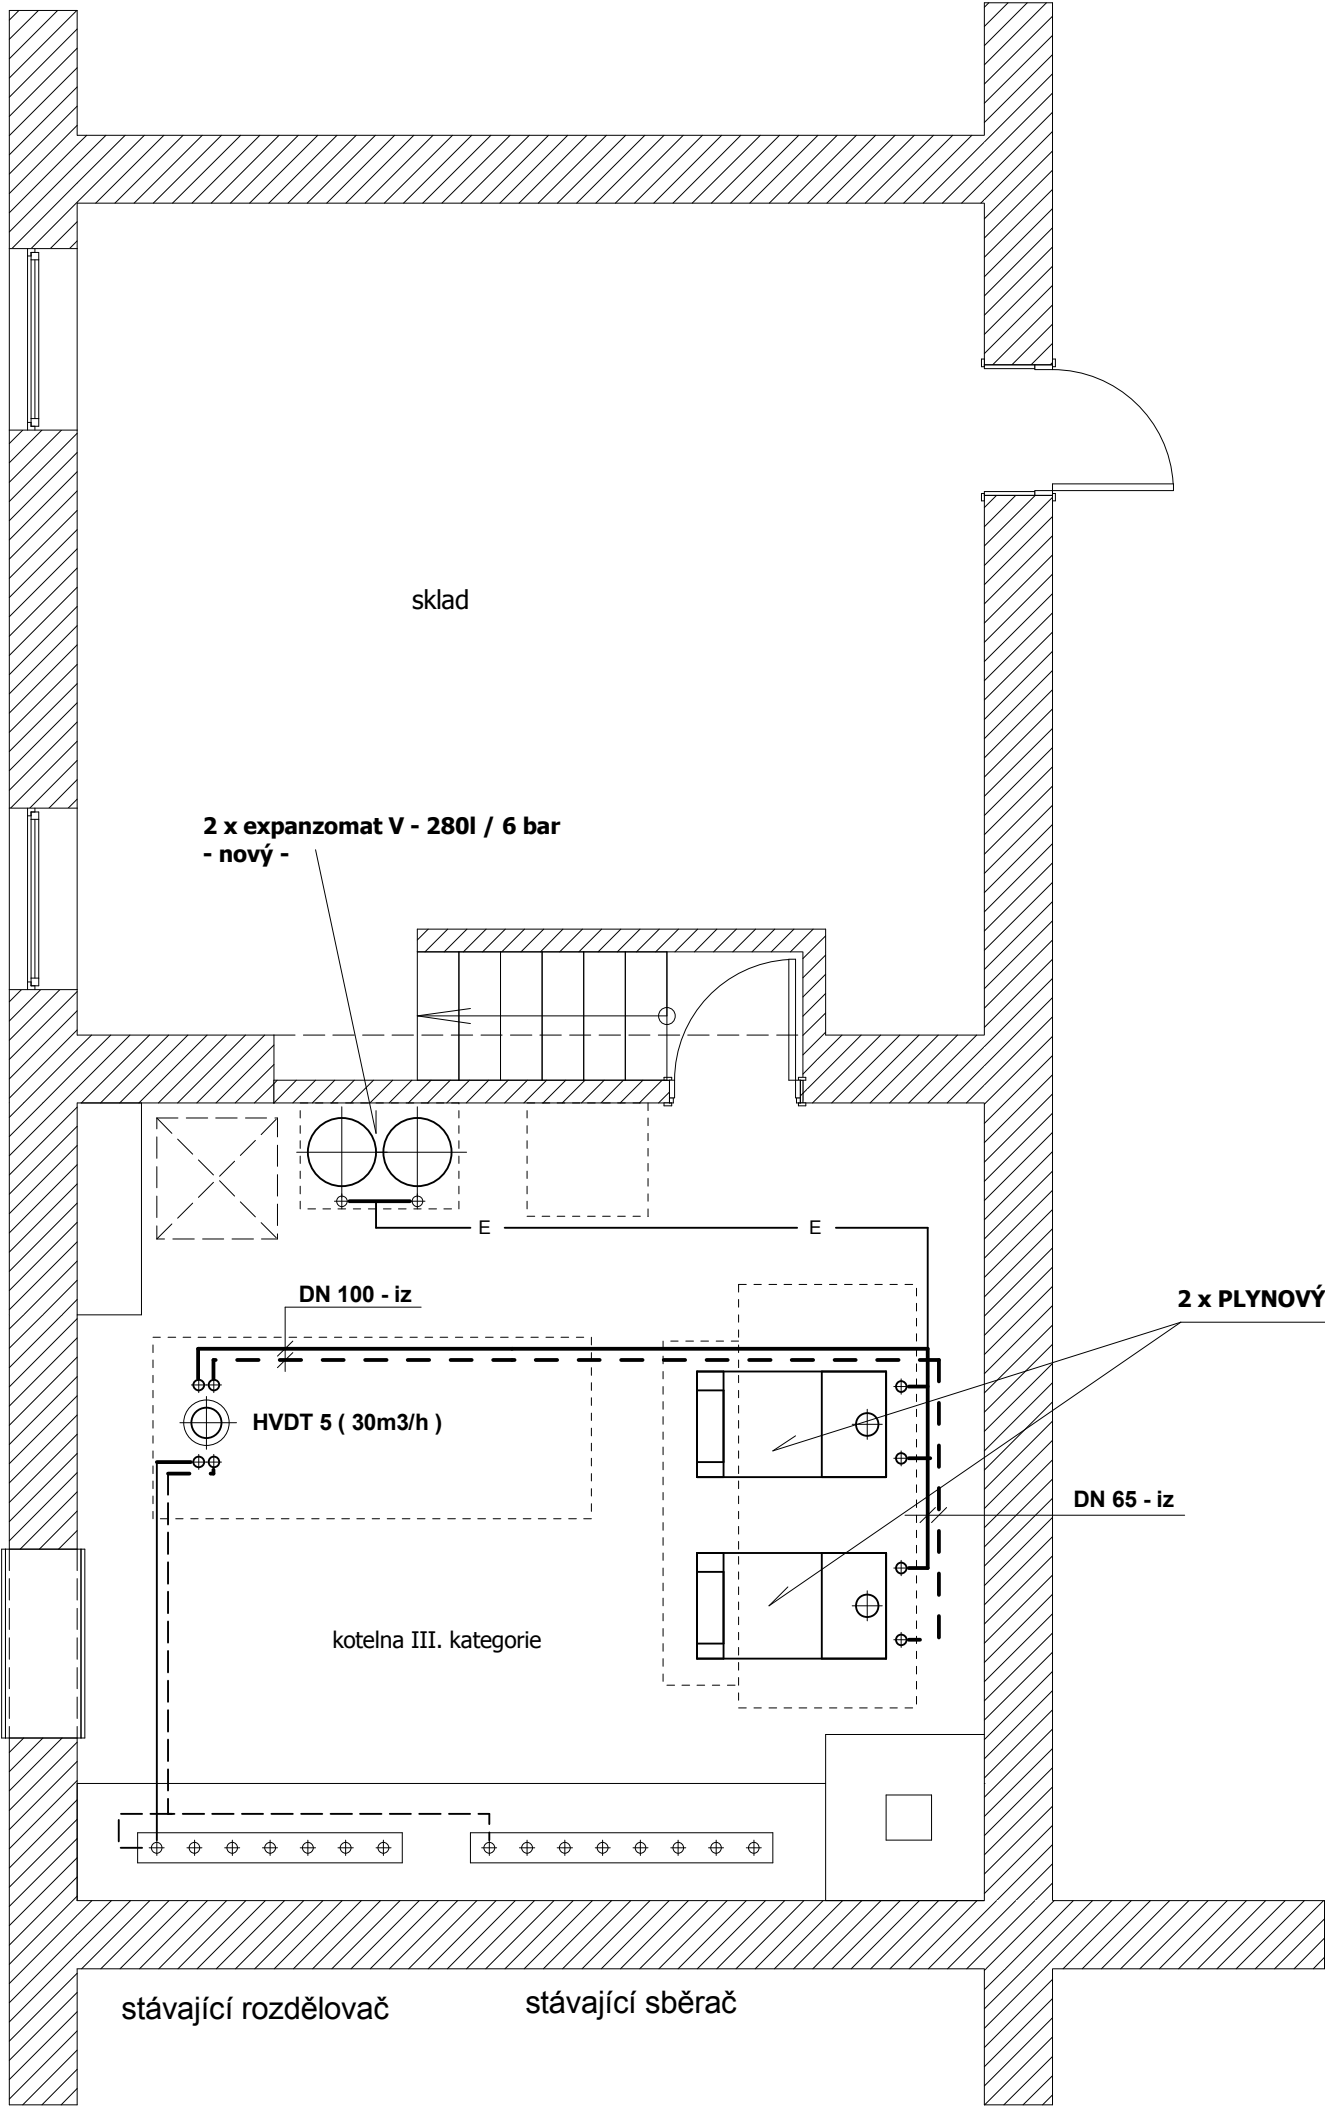 sklad
2 x expanzomat V - 280l / 6 bar
- nový -
E
E
DN 100 - iz
2 x PLYNOVÝ
HVDT 5 ( 30m3/h )
DN 65 - iz
kotelna III. kategorie
stávající rozdělovač
stávající sběrač